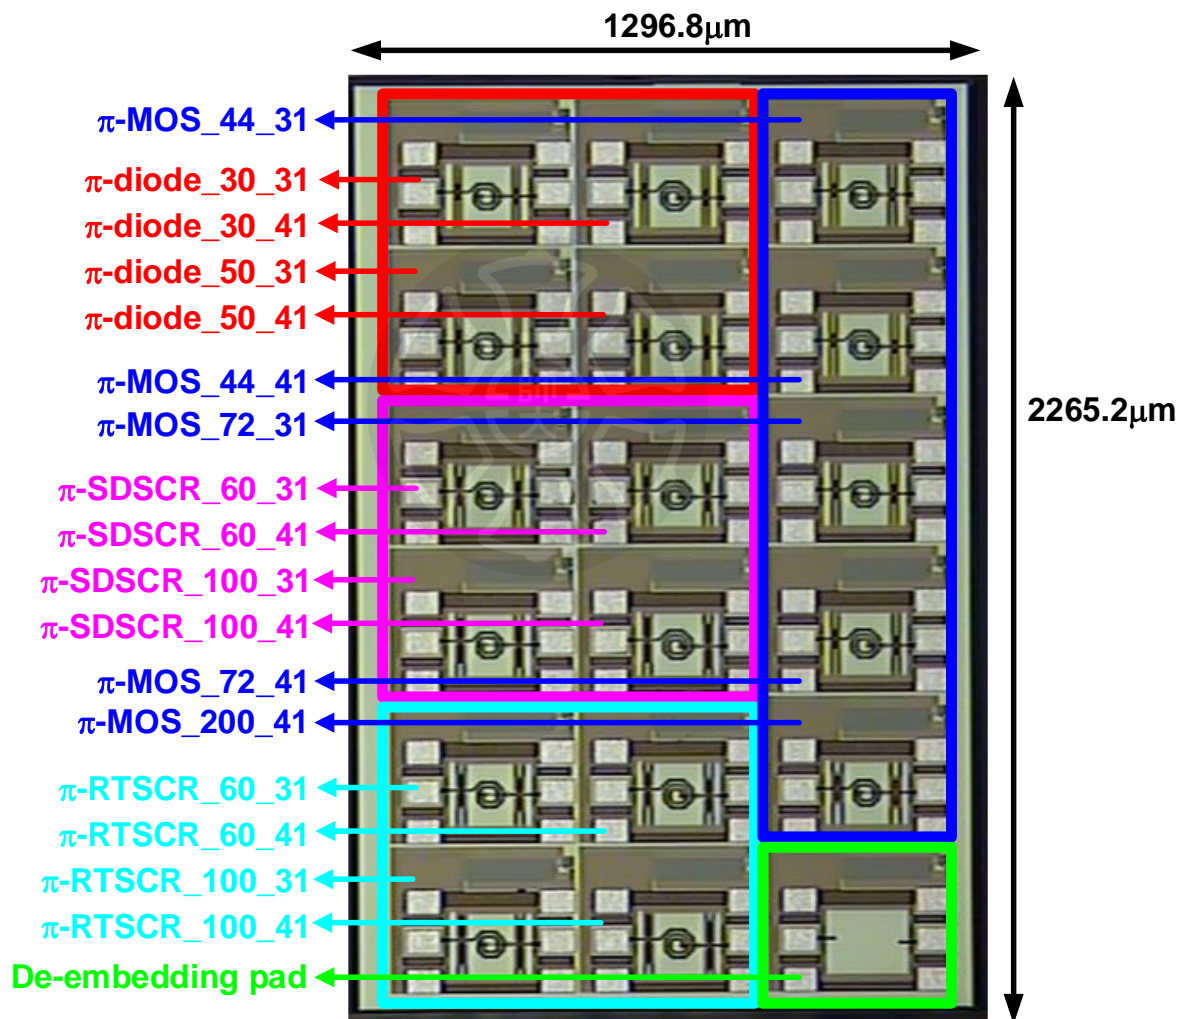 1296.8μm
π-MOS_44_31
π-diode_30_31
π-diode_30_41
π-diode_50_31
π-diode_50_41
π-MOS_44_41
π-MOS_72_31
2265.2μm
π-SDSCR_60_31
π-SDSCR_60_41
π-SDSCR_100_31
π-SDSCR_100_41
π-MOS_72_41
π-MOS_200_41
π-RTSCR_60_31
π-RTSCR_60_41
π-RTSCR_100_31
π-RTSCR_100_41
De-embedding pad